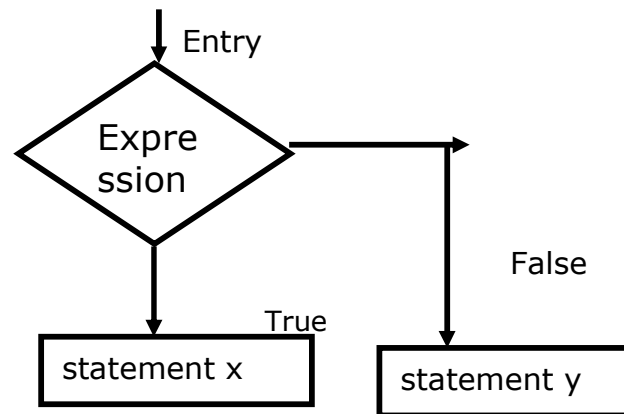 Entry
Expre
ssion
False
True
statement x
statement y